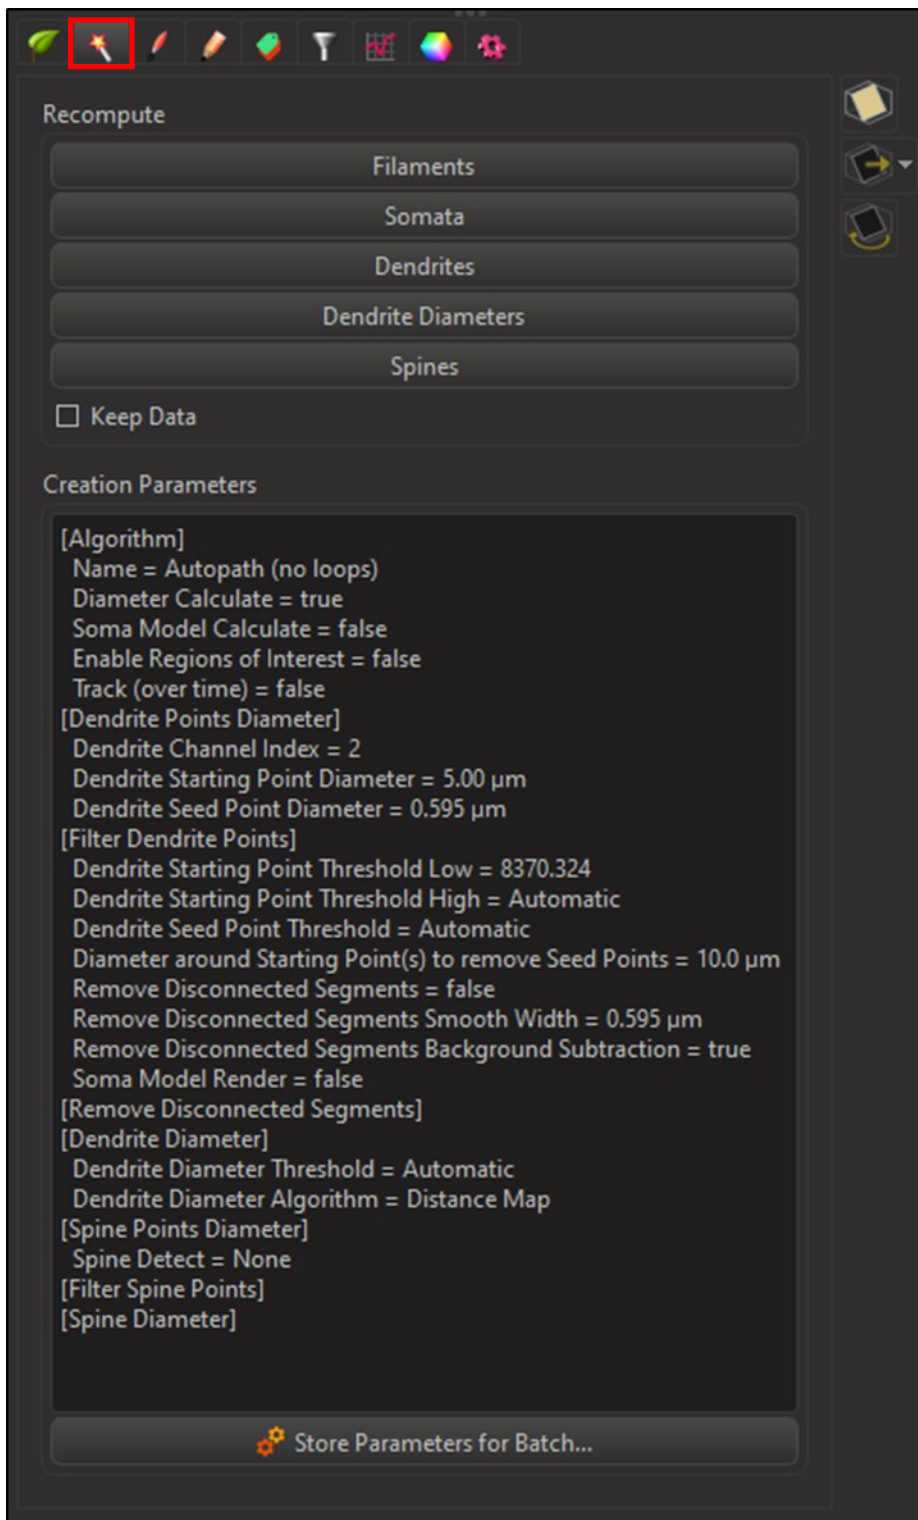 Recompute
Filaments
Somata
Dendrites
Dendrite Diameters
Spines
Keep Data
Creation Parameters
[Algorithm]
Name = Autopath (no loops)
Diameter Calculate = true
Soma Model Calculate = false
Enable Regions of Interest = false
Track (over time) = false
[Dendrite Points Diameter]
Dendrite Channel Index = 2
Dendrite Starting Point Diameter = 5.00 µm
Dendrite Seed Point Diameter = 0.595 µm
[Filter Dendrite Points]
Dendrite Starting Point Threshold Low = 8370.324
Dendrite Starting Point Threshold High = Automatic
Dendrite Seed Point Threshold = Automatic
Diameter around Starting Point(s) to remove Seed Points = 10.0 µm
Remove Disconnected Segments = false
Remove Disconnected Segments Smooth Width = 0.595 µm
Remove Disconnected Segments Background Subtraction = true
Soma Model Render = false
[Remove Disconnected Segments]
[Dendrite Diameter]
Dendrite Diameter Threshold = Automatic
Dendrite Diameter Algorithm = Distance Map
[Spine Points Diameter]
Spine Detect = None
[Filter Spine Points]
[Spine Diameter]
Store Parameters for Batch...